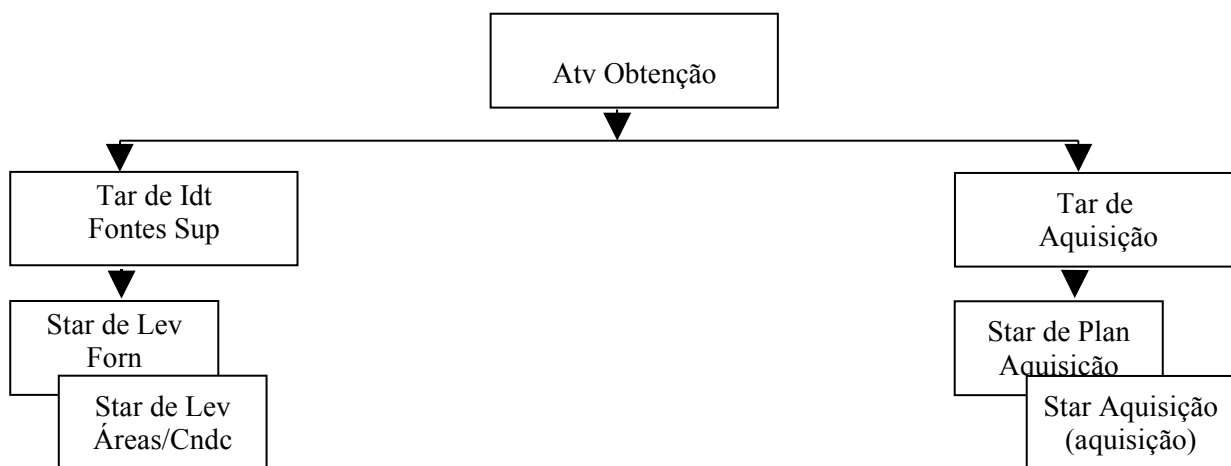 Atv Obtenção
Tar de Idt
Fontes Sup
Tar de
Aquisição
Star de Lev
Forn
Star de Plan
Aquisição
Star de Lev
Áreas/Cndc
Star Aquisição
(aquisição)